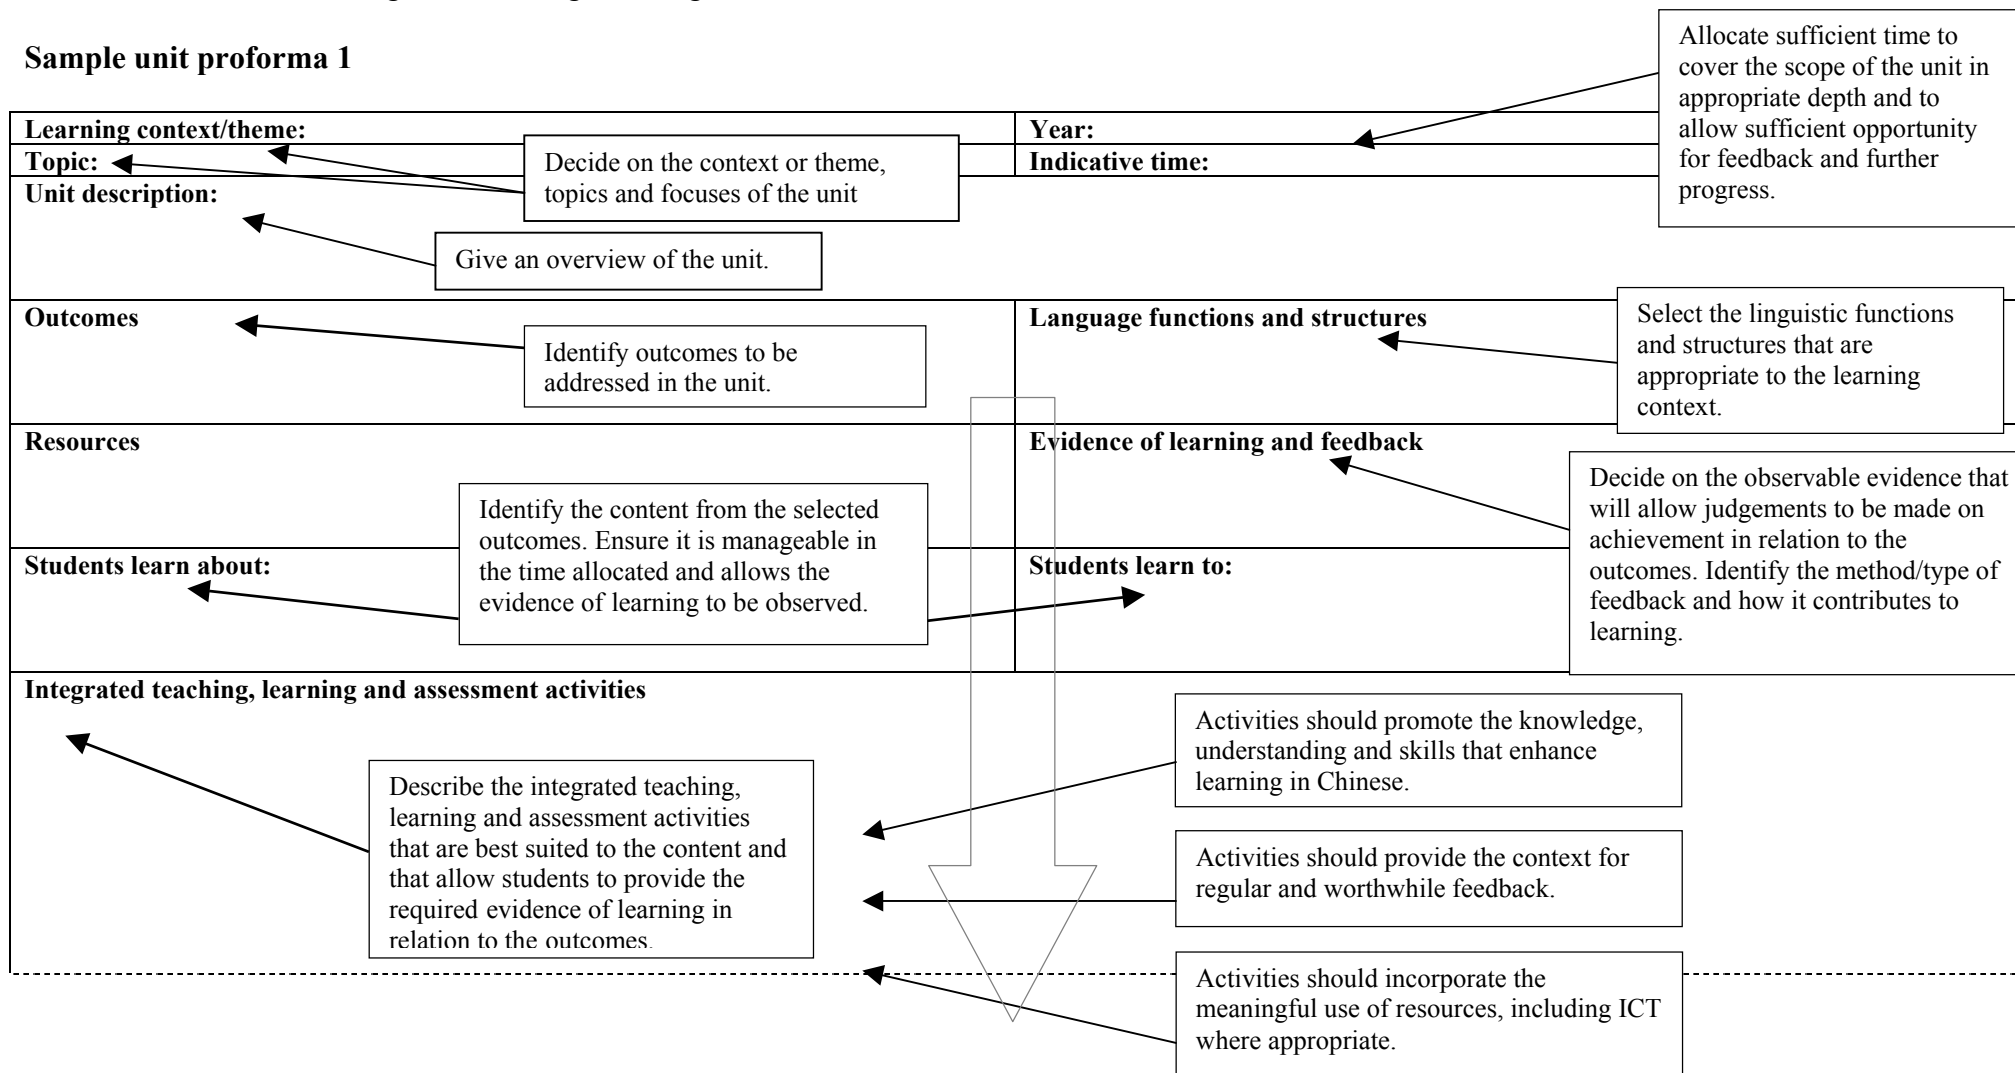 Sample unit proforma 1
Allocate sufficient time to
cover the scope of the unit in
appropriate depth and to
allow sufficient opportunity
for feedback and further
progress.
Learning context/theme:
Year:
Topic:
Indicative time:
Decide on the context or theme,
topics and focuses of the unit
Unit description:
Give an overview of the unit.
Outcomes
Identify outcomes to be
addressed in the unit.
Language functions and structures
Select the linguistic functions
and structures that are
appropriate to the learning
context.
Resources
Evidence of learning and feedback
Identify the content from the selected
outcomes. Ensure it is manageable in
the time allocated and allows the
evidence of learning to be observed.
Decide on the observable evidence that
will allow judgements to be made on
achievement in relation to the
outcomes. Identify the method/type of
feedback and how it contributes to
learning.
Students learn about:
Students learn to:
Integrated teaching, learning and assessment activities
Describe the integrated teaching,
learning and assessment activities
that are best suited to the content and
that allow students to provide the
required evidence of learning in
relation to the outcomes.
Activities should promote the knowledge,
understanding and skills that enhance
learning in Chinese.
Activities should provide the context for
regular and worthwhile feedback.
Activities should incorporate the
meaningful use of resources, including ICT
where appropriate.